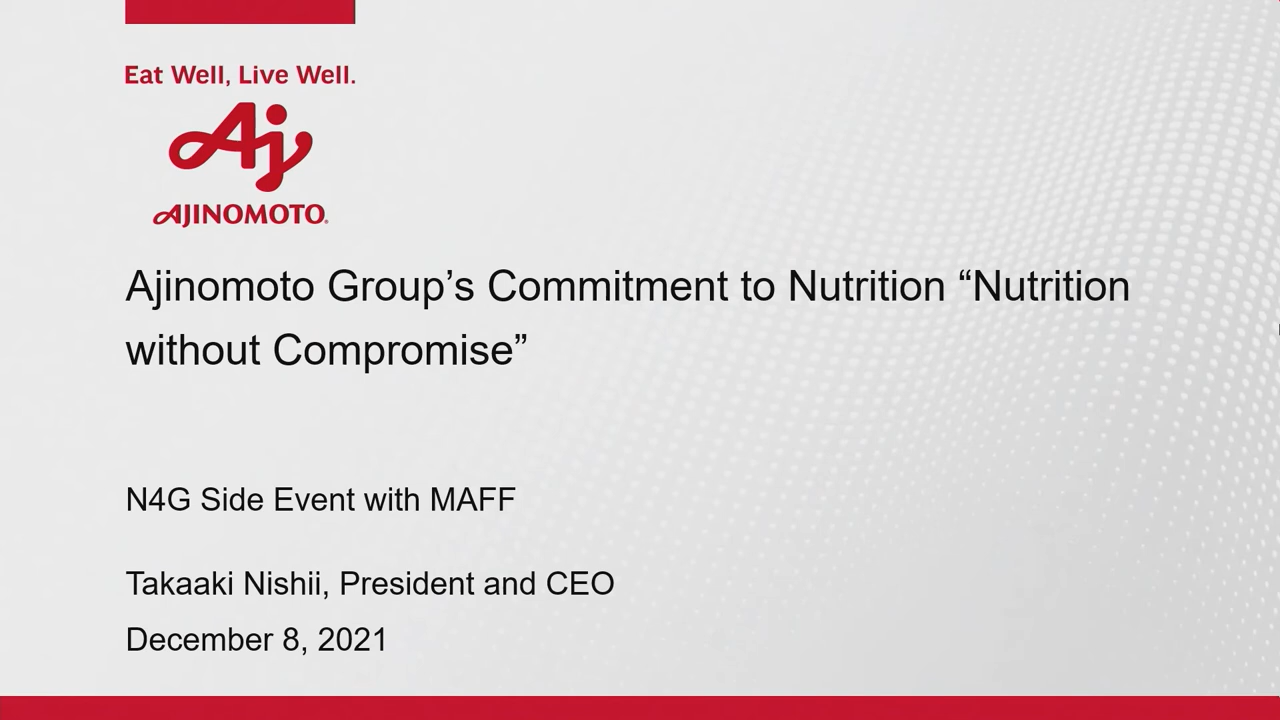 Eat Well, Live Well.
Aj
AJINOMOTO®
Ajinomoto Group’s Commitment to Nutrition “Nutrition
without Compromise”
N4G Side Event with MAFF
Takaaki Nishii, President and CEO
December 8, 2021